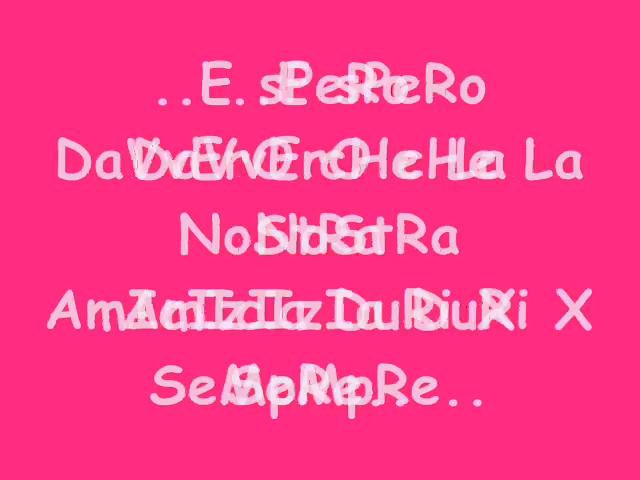 ..E sPeRo
DaVvErO cHe La
NoStRa
AmIcIzIa DuRi X
SeMpRe..